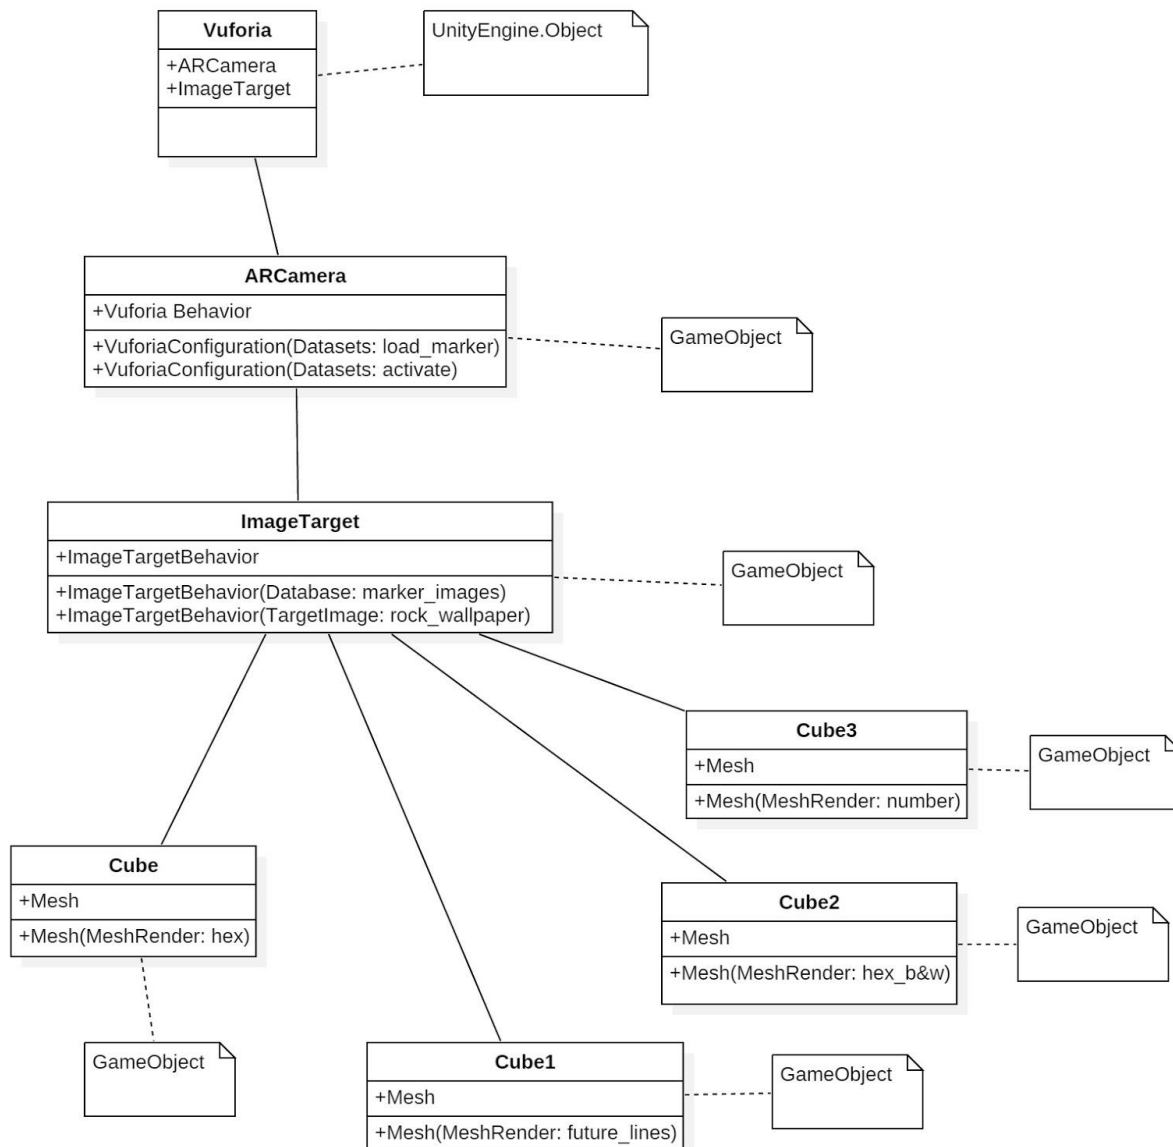 Vuforia
+ARCamera
+ImageTarget
UnityEngine.Object
ARCamera
+Vuforia Behavior
+VuforiaConfiguration(Datasets: load_marker)
+VuforiaConfiguration(Datasets: activate)
GameObject
ImageTarget
+ImageTargetBehavior
+ImageTargetBehavior(Database: marker_images)
+ImageTargetBehavior(TargetImage: rock_wallpaper)
GameObject
Cube3
+Mesh
+Mesh(MeshRender: number)
GameObject
Cube
+Mesh
+Mesh(MeshRender: hex)
GameObject
Cube2
+Mesh
+Mesh(MeshRender: hex_b&w)
GameObject
Cube1
+Mesh
+Mesh(MeshRender: future_lines)
GameObject